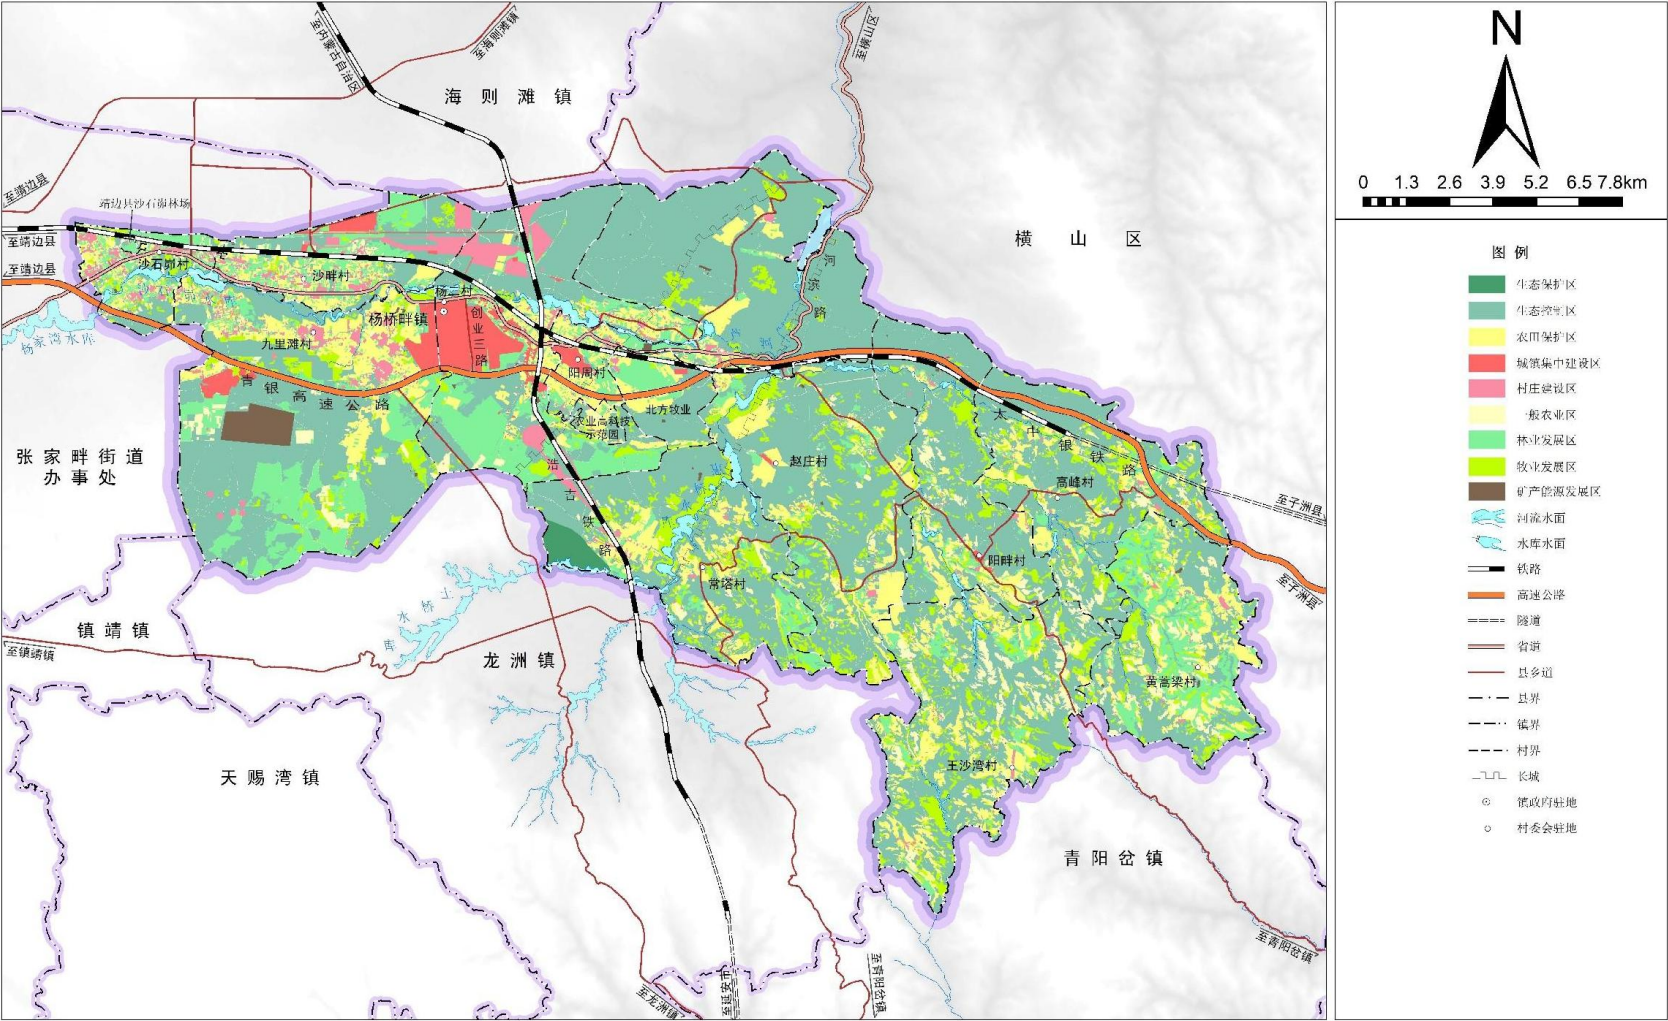 至内蒙古自治区
至海则滩镇
至横山区
海则滩镇
至靖边县
靖边县沙石峁林场
至靖边县
至靖边县
横山区
沙石峁村
沙畔村
杨一村
杨桥畔镇
创业三路
河滨路
杨家湾水库
九里滩村
阳周村
青银高速公路
北方牧业
农业高科技
示范园
太中银铁路
张家畔街道
办事处
浩吉铁路
赵庄村
高峰村
至子洲县
阳畔村
常塔村
至子洲县
镇靖镇
至镇靖镇
水桥土
库
龙洲镇
黄蒿梁村
天赐湾镇
王沙湾村
青阳岔镇
至青阳岔镇
至龙洲镇
至延安市
至青阳岔镇
N
0 1.3 2.6 3.9 5.2 6.5 7.8km
图例
生态保护区
生态控制区
农田保护区
城镇集中建设区
村庄建设区
一般农业区
林业发展区
牧业发展区
矿产能源发展区
河流水面
水库水面
铁路
高速公路
隧道
省道
县乡道
县界
镇界
村界
长城
镇政府驻地
村委会驻地